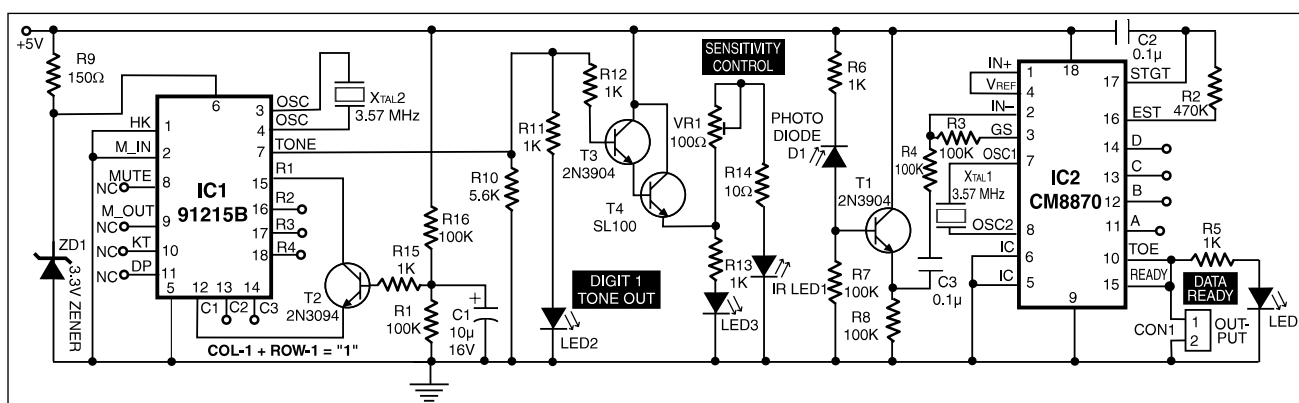 +5V
R9
150Ω
ZD1
3.3V ZENER
HK
M_IN
MUTE
NC
M_OUT
NC
KT
NC
DP
NC
1
2
8
9
10
11
5
6
IC1
91215B
3
OSC
4
OSC
7
TONE
15
R1
16
R2
17
R3
18
R4
12
13
14
C1
C2
C3
XTAL2
3.57 MHz
T2
2N3094
COL-1 + ROW-1 = "1"
R15
1K
R16
100K
R1
100K
C1
10µ
16V
+
R10
5.6K
R11
1K
DIGIT 1
TONE OUT
LED2
R12
1K
T3
2N3904
T4
SL100
SENSITIVITY
CONTROL
VR1
100Ω
R14
10Ω
R13
1K
LED3
IR LED1
PHOTO
DIODE
D1
R6
1K
T1
2N3904
R7
100K
R8
100K
C3
0.1µ
R4
100K
R3
100K
IN+
VREF
IN−
GS
OSC1
XTAL1
3.57 MHz
OSC2
IC
IC
1
4
2
3
7
8
6
5
9
18
IC2
CM8870
C2
0.1µ
17
STGT
16
EST
R2
470K
14
D
13
C
12
B
11
A
10
TOE
15
READY
R5
1K
DATA
READY
LED
CON1
1
2
OUT-
PUT